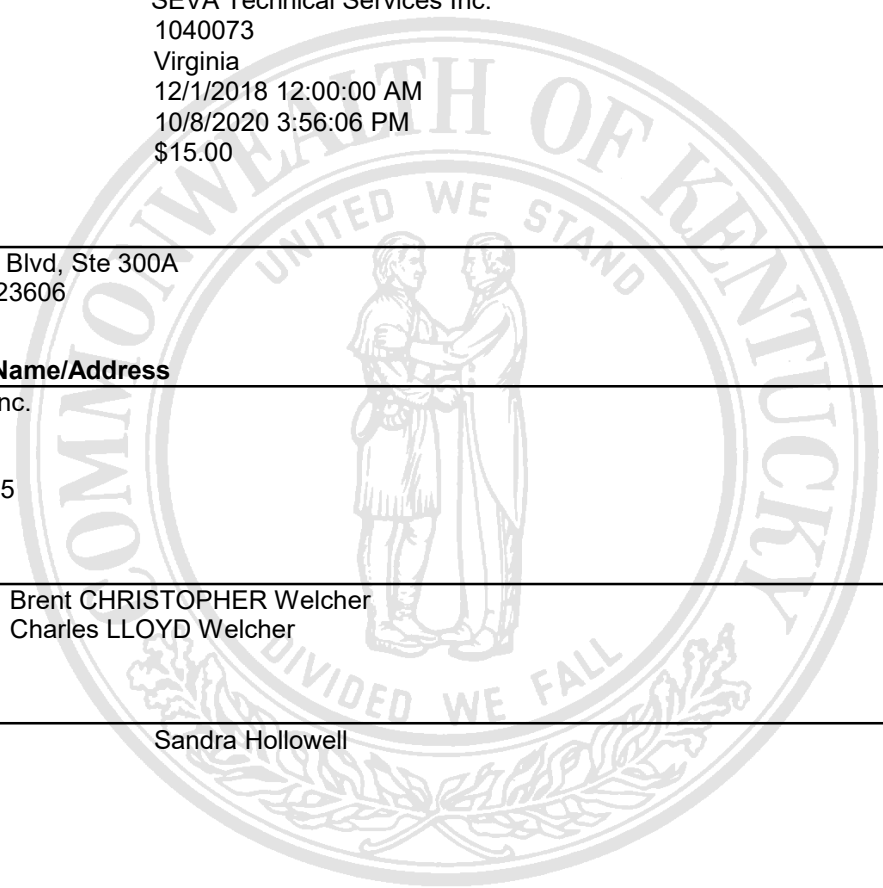 SEVA Technical Services Inc.
1040073
Virginia
12/1/2018 12:00:00 AM
10/8/2020 3:56:06 PM
$15.00
COMMONWEALTH OF KENTUCKY
UNITED WE STAND
Blvd, Ste 300A
23606
Name/Address
nc.
5
Brent CHRISTOPHER Welcher
Charles LLOYD Welcher
DIVIDED WE FALL
Sandra Hollowell